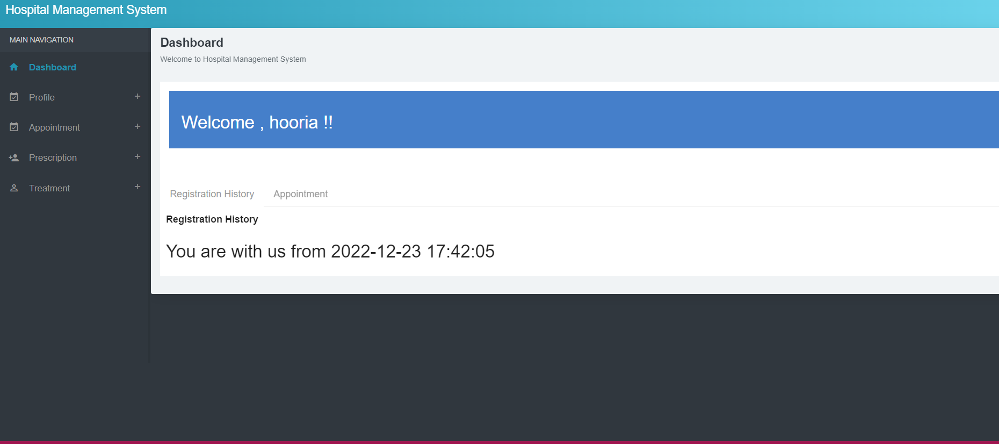 Hospital Management System
MAIN NAVIGATION
Dashboard
Profile +
Appointment +
Prescription +
Treatment +
Dashboard
Welcome to Hospital Management System
Welcome , hooria !!
Registration History Appointment
Registration History
You are with us from 2022-12-23 17:42:05